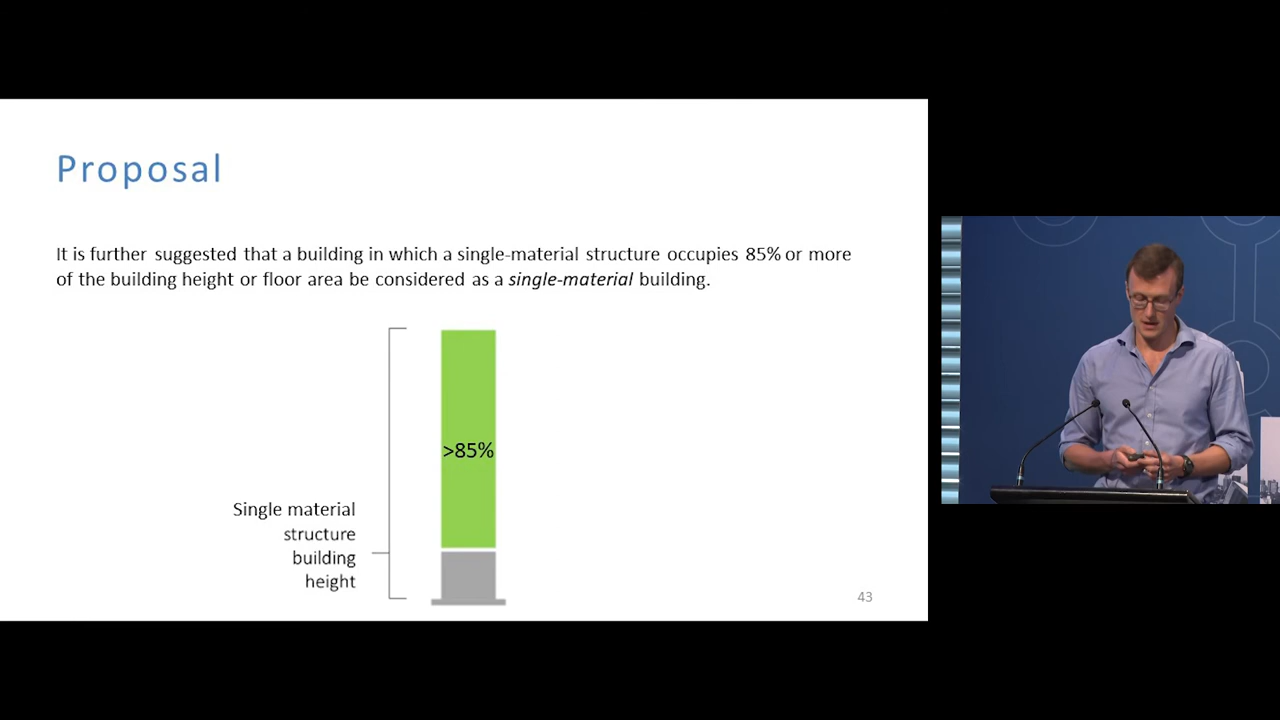 Proposal
It is further suggested that a building in which a single-material structure occupies 85% or more
of the building height or floor area be considered as a single-material building.
>85%
Single material
structure
building
height
43